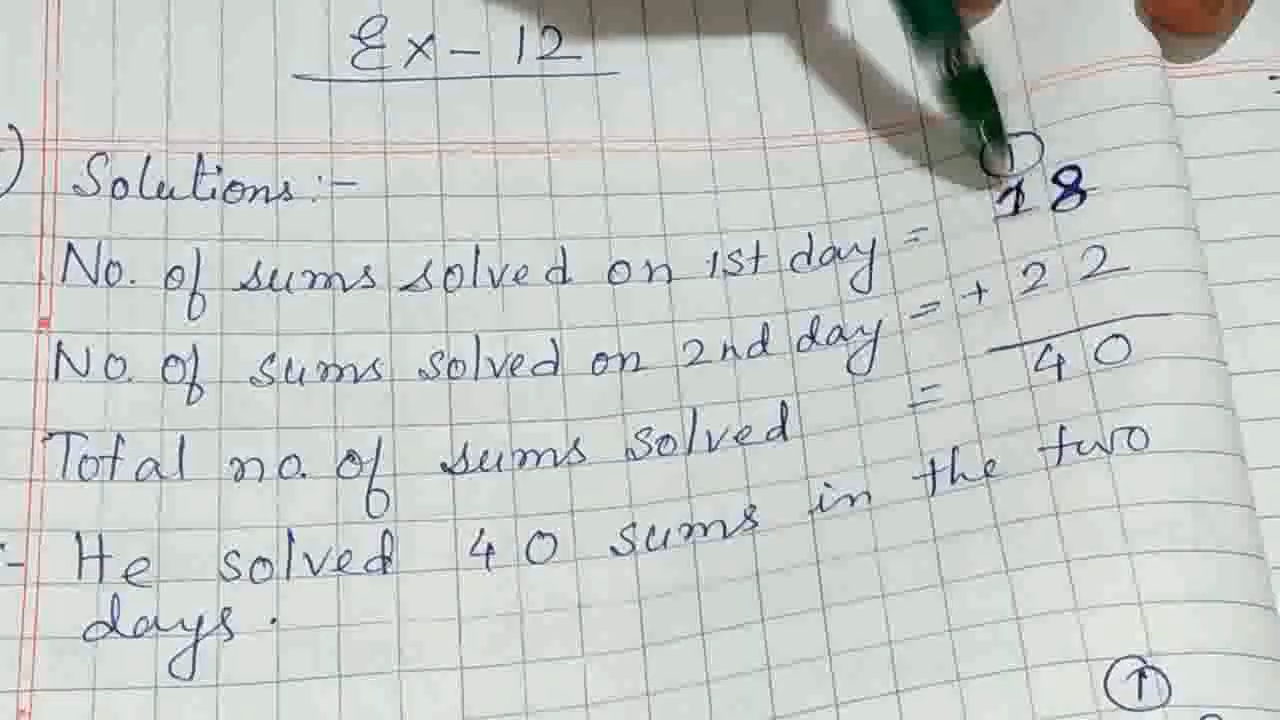 Ex - 12
) Solutions :-
1
No. of sums solved on 1st day = 18
No. of sums solved on 2nd day = + 22
Total no. of sums solved = 40
:- He solved 40 sums in the two
days.
1